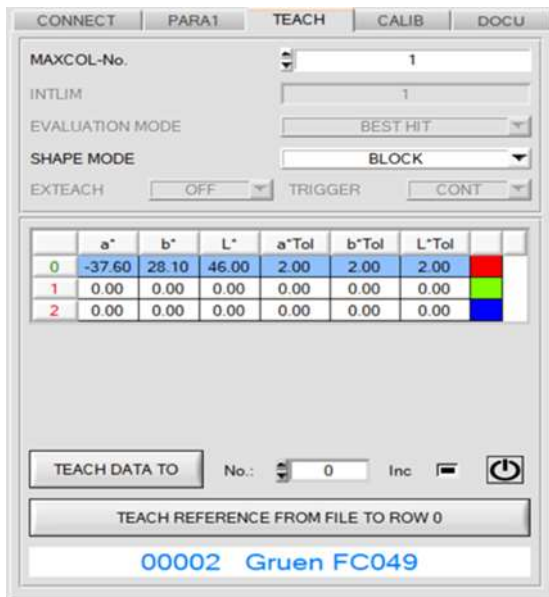 CONNECT PARA1 TEACH CALIB DOCU
MAXCOL-No. 1
INTLIM 1
EVALUATION MODE BEST HIT
SHAPE MODE BLOCK
EXTEACH OFF TRIGGER CONT
a* b* L* a*Tol b*Tol L*Tol
0 -37.60 28.10 46.00 2.00 2.00 2.00
1 0.00 0.00 0.00 0.00 0.00 0.00
2 0.00 0.00 0.00 0.00 0.00 0.00
TEACH DATA TO No.: 0 Inc
TEACH REFERENCE FROM FILE TO ROW 0
00002 Gruen FC049